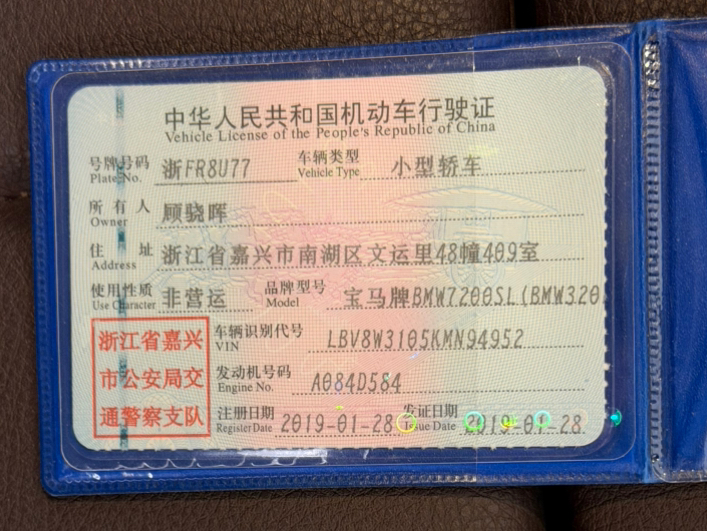 中华人民共和国机动车行驶证
Vehicle License of the People's Republic of China
号牌号码 浙FR8U77 车辆类型 小型轿车
Plate No. Vehicle Type
所有人 顾骁晖
Owner
住址 浙江省嘉兴市南湖区文运里48幢409室
Address
使用性质 非营运 品牌型号 宝马牌BMW7200SL(BMW320
Use Character Model
浙江省嘉兴
市公安局交
通警察支队
车辆识别代号 LBV8W3105KMN94952
VIN
发动机号码 A084D584
Engine No.
注册日期 2019-01-28 发证日期 2019-01-28
Register Date Issue Date